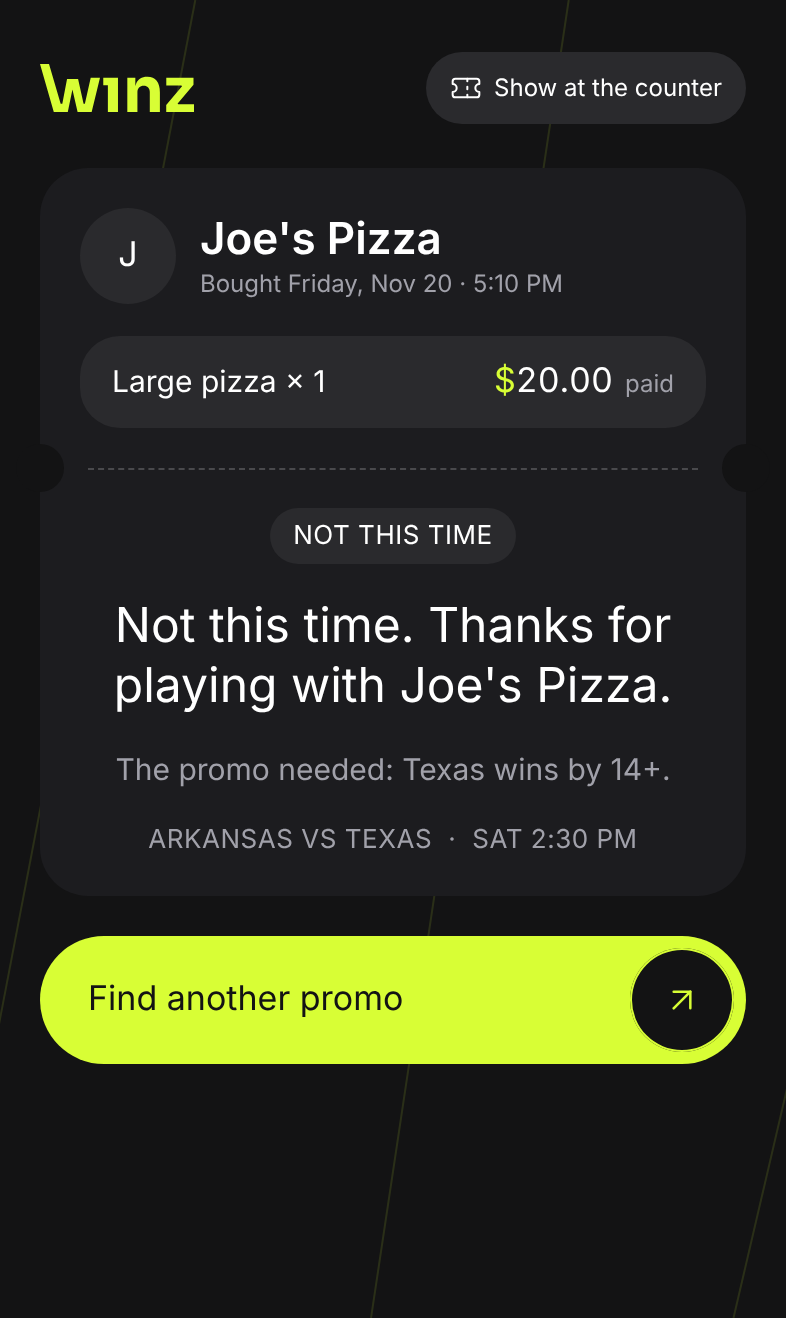 wınz
Show at the counter
J
Joe's Pizza
Bought Friday, Nov 20 · 5:10 PM
Large pizza × 1
$20.00 paid
NOT THIS TIME
Not this time. Thanks for
playing with Joe's Pizza.
The promo needed: Texas wins by 14+.
ARKANSAS VS TEXAS · SAT 2:30 PM
Find another promo